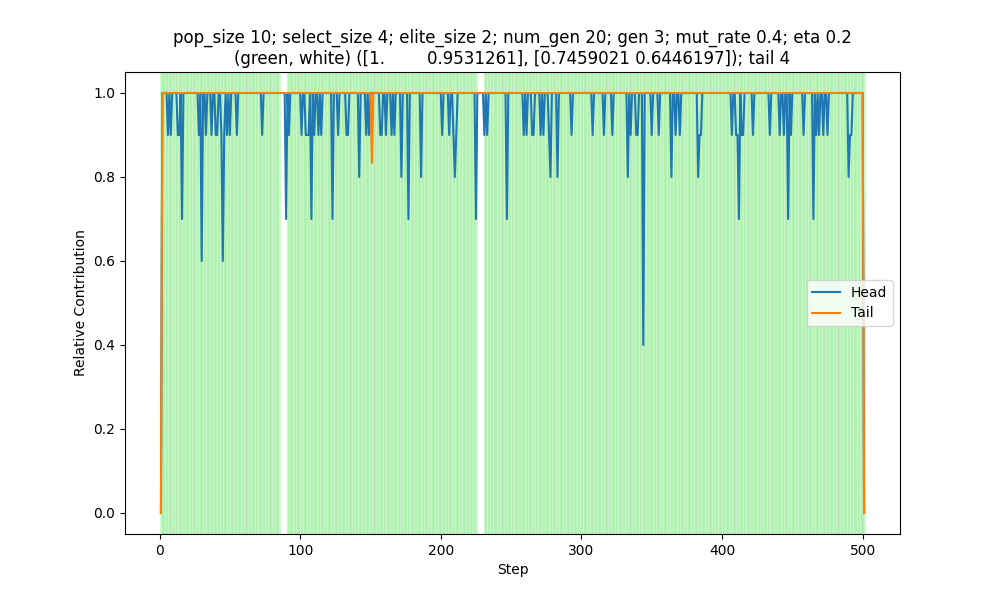 pop_size 10; select_size 4; elite_size 2; num_gen 20; gen 3; mut_rate 0.4; eta 0.2
(green, white) ([1.         0.9531261], [0.7459021 0.6446197]); tail 4
1.0
0.8
0.6
0.4
0.2
0.0
Relative Contribution
Head
Tail
0
100
200
300
400
500
Step